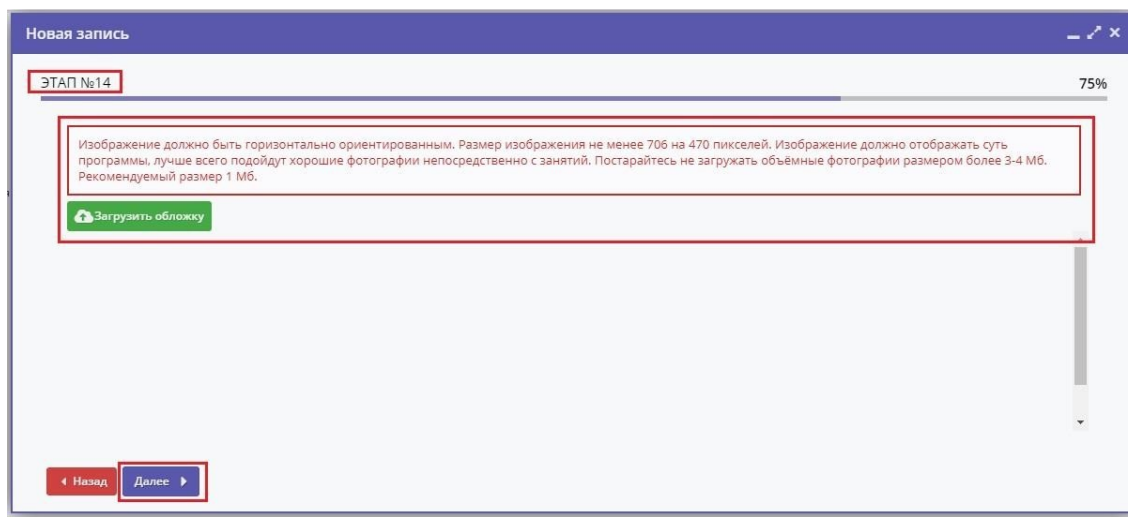 Новая запись
ЭТАП №14
75%
Изображение должно быть горизонтально ориентированным. Размер изображения не менее 706 на 470 пикселей. Изображение должно отображать суть
программы, лучше всего подойдут хорошие фотографии непосредственно с занятий. Постарайтесь не загружать объёмные фотографии размером более 3-4 Мб.
Рекомендуемый размер 1 Мб.
Загрузить обложку
Назад
Далее